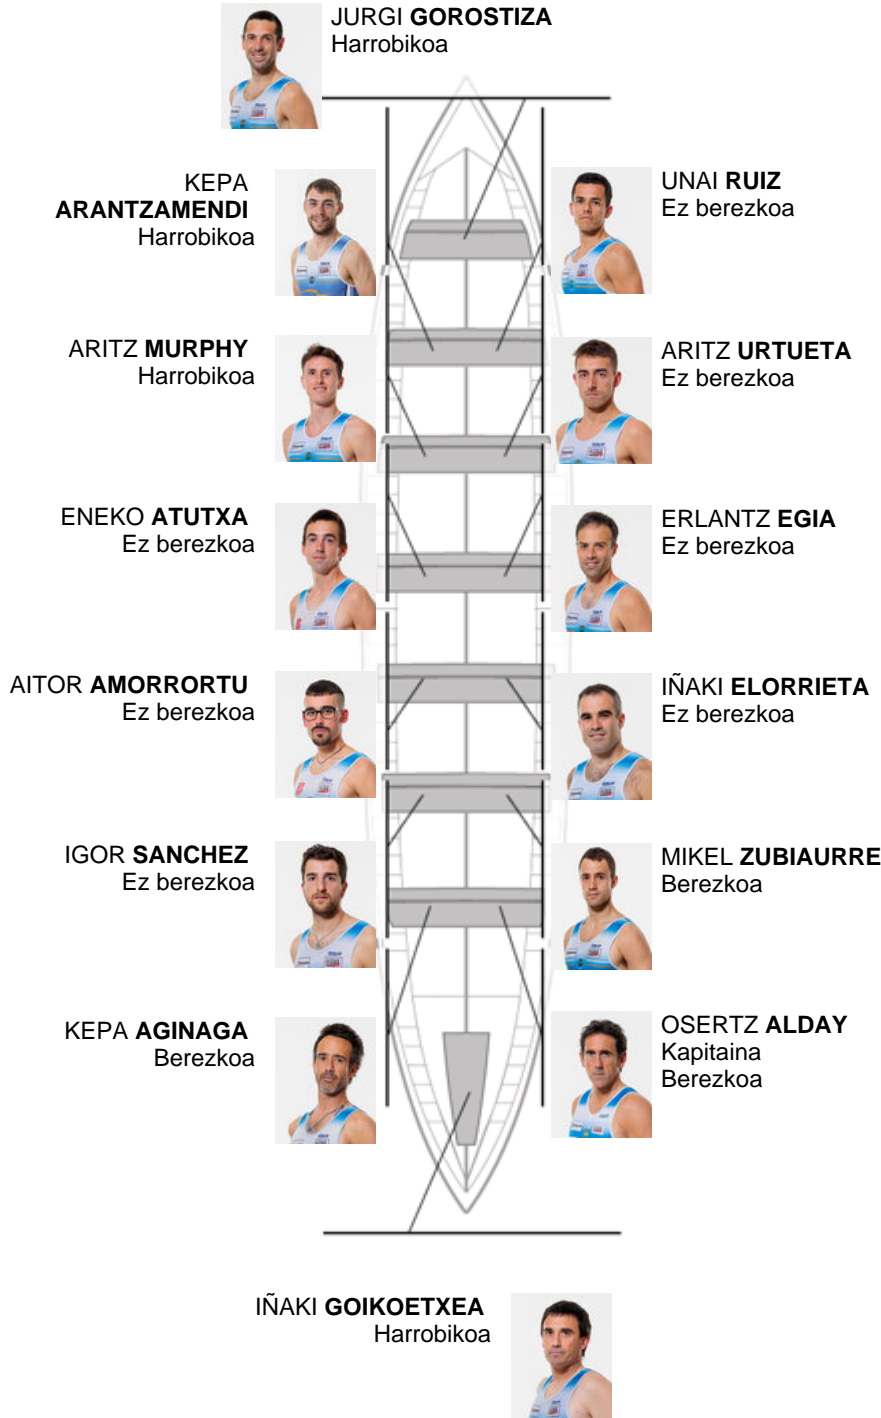 JURGI GOROSTIZA
Harrobikoa
KEPA
ARANTZAMENDI
Harrobikoa
UNAI RUIZ
Ez berezkoa
ARITZ MURPHY
Harrobikoa
ARITZ URTUETA
Ez berezkoa
ENEKO ATUTXA
Ez berezkoa
ERLANTZ EGIA
Ez berezkoa
AITOR AMORRORTU
Ez berezkoa
IÑAKI ELORRIETA
Ez berezkoa
IGOR SANCHEZ
Ez berezkoa
MIKEL ZUBIAURRE
Berezkoa
KEPA AGINAGA
Berezkoa
OSERTZ ALDAY
Kapitaina
Berezkoa
IÑAKI GOIKOETXEA
Harrobikoa